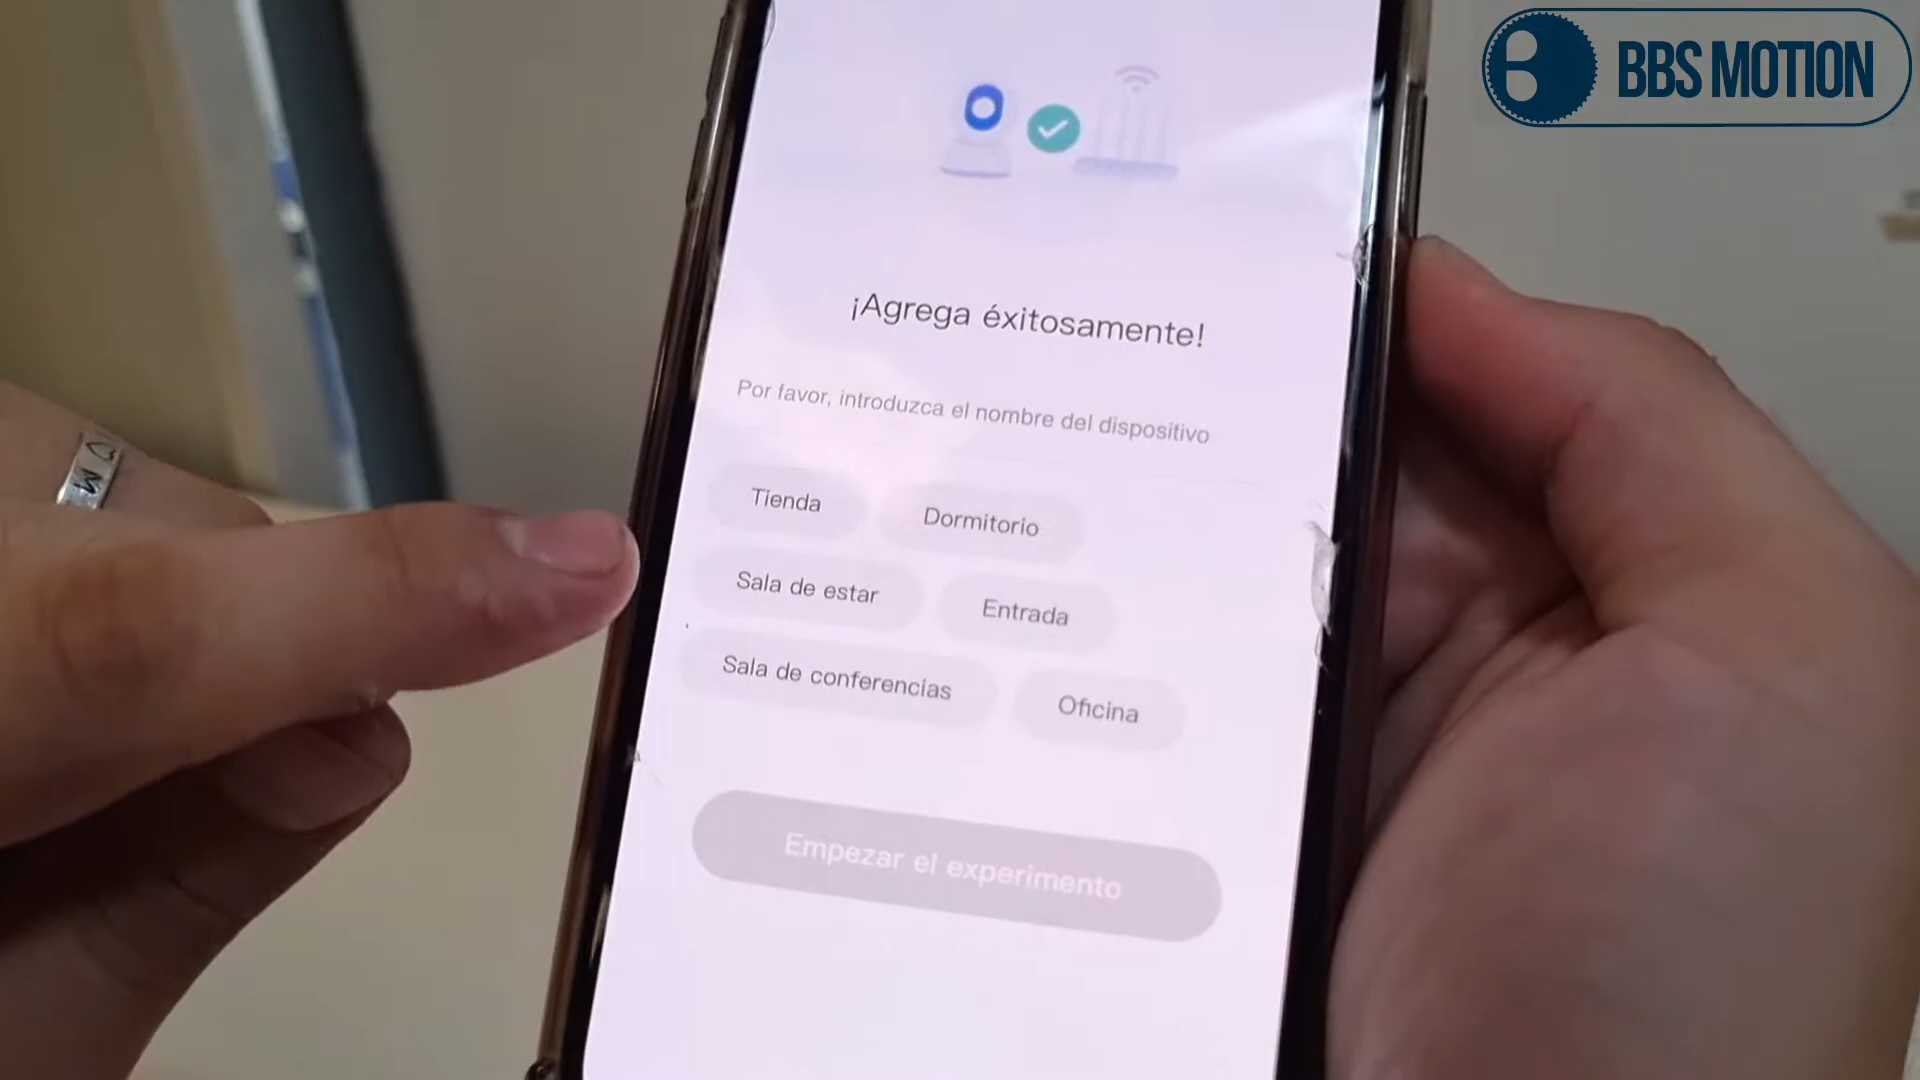 BBS MOTION
¡Agrega éxitosamente!
Por favor, introduzca el nombre del dispositivo
Tienda
Dormitorio
Sala de estar
Entrada
Sala de conferencias
Oficina
Empezar el experimento